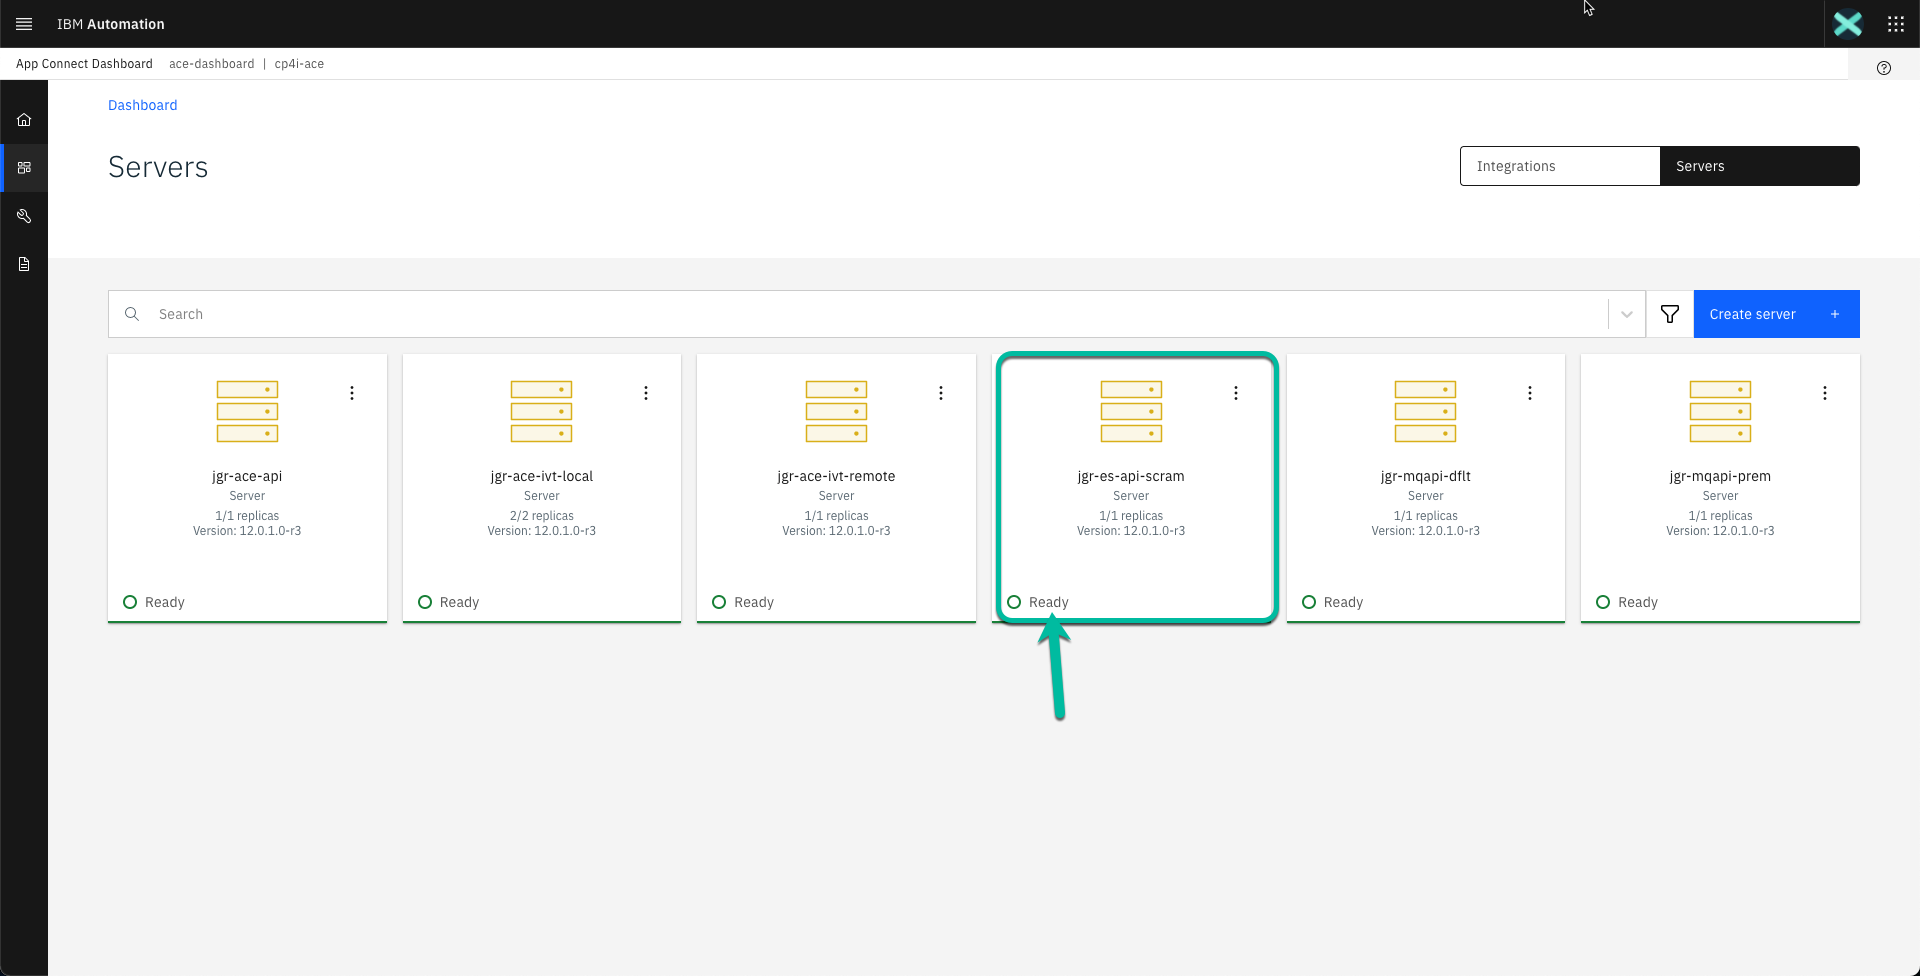 IBM Automation
App Connect Dashboard ace-dashboard | cp4i-ace
Dashboard
Servers
Integrations
Servers
Search
Create server +
jgr-ace-api
Server
1/1 replicas
Version: 12.0.1.0-r3
Ready
jgr-ace-ivt-local
Server
2/2 replicas
Version: 12.0.1.0-r3
Ready
jgr-ace-ivt-remote
Server
1/1 replicas
Version: 12.0.1.0-r3
Ready
jgr-es-api-scram
Server
1/1 replicas
Version: 12.0.1.0-r3
Ready
jgr-mqapi-dflt
Server
1/1 replicas
Version: 12.0.1.0-r3
Ready
jgr-mqapi-prem
Server
1/1 replicas
Version: 12.0.1.0-r3
Ready